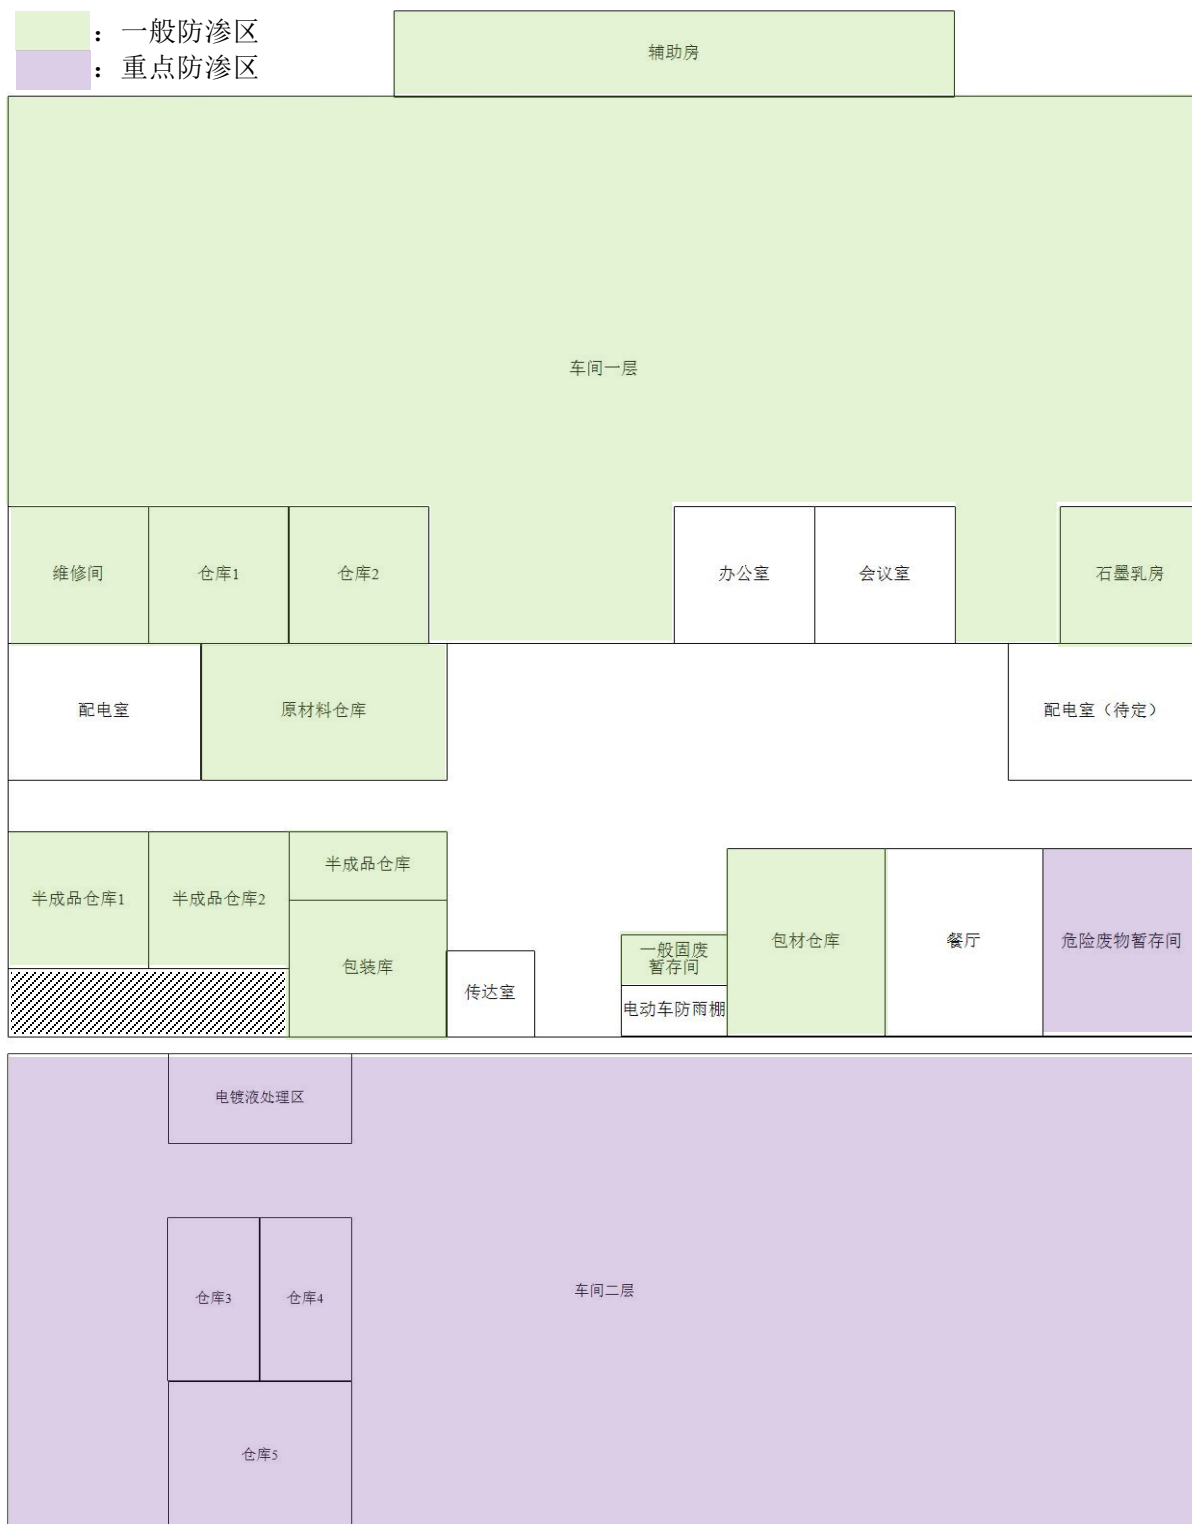 ：一般防渗区
：重点防渗区
辅助房
车间一层
维修间
仓库1
仓库2
办公室
会议室
石墨乳房
配电室
原材料仓库
配电室（待定）
半成品仓库1
半成品仓库2
半成品仓库
包装库
传达室
一般固废
暂存间
电动车防雨棚
包材仓库
餐厅
危险废物暂存间
电镀液处理区
仓库3
仓库4
车间二层
仓库5